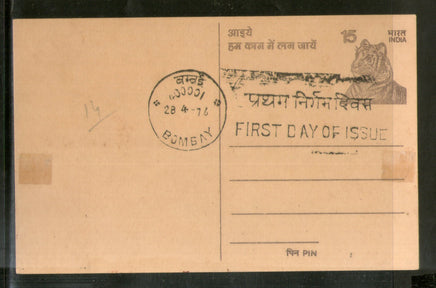 आइये
हम काम में लग जायें
15 भारत
INDIA
बम्बई
400001
28-4-76
BOMBAY
प्रथम निर्गम दिवस
FIRST DAY OF ISSUE
14
पिन PIN